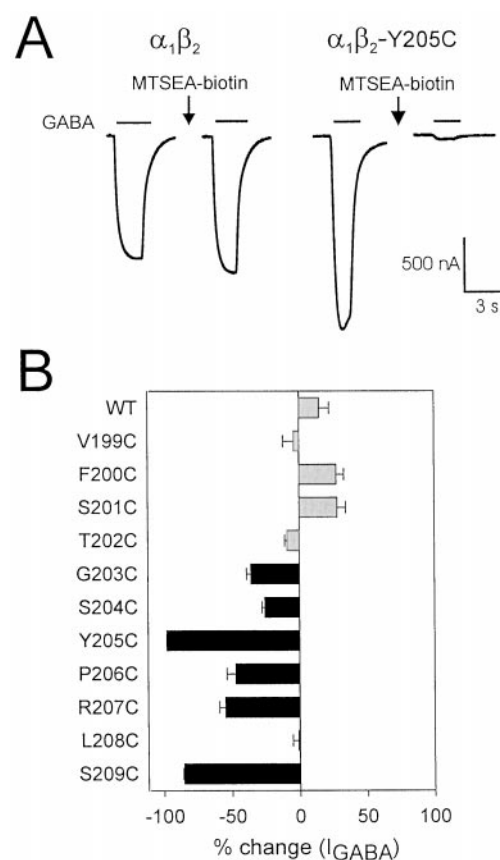 A
α₁β₂
α₁β₂-Y205C
MTSEA-biotin
MTSEA-biotin
GABA
500 nA
3 s
B
WT
V199C
F200C
S201C
T202C
G203C
S204C
Y205C
P206C
R207C
L208C
S209C
-100 -50 0 50 100
% change (I_GABA)